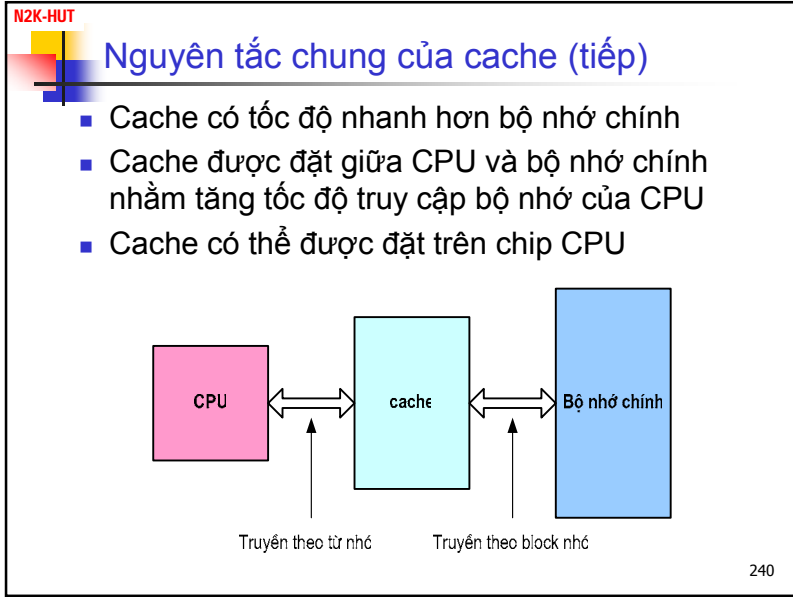 N2K-HUT
Nguyên tắc chung của cache (tiếp)
Cache có tốc độ nhanh hơn bộ nhớ chính
Cache được đặt giữa CPU và bộ nhớ chính
nhằm tăng tốc độ truy cập bộ nhớ của CPU
Cache có thể được đặt trên chip CPU
CPU
cache
Bộ nhớ chính
Truyền theo từ nhớ
Truyền theo block nhớ
240